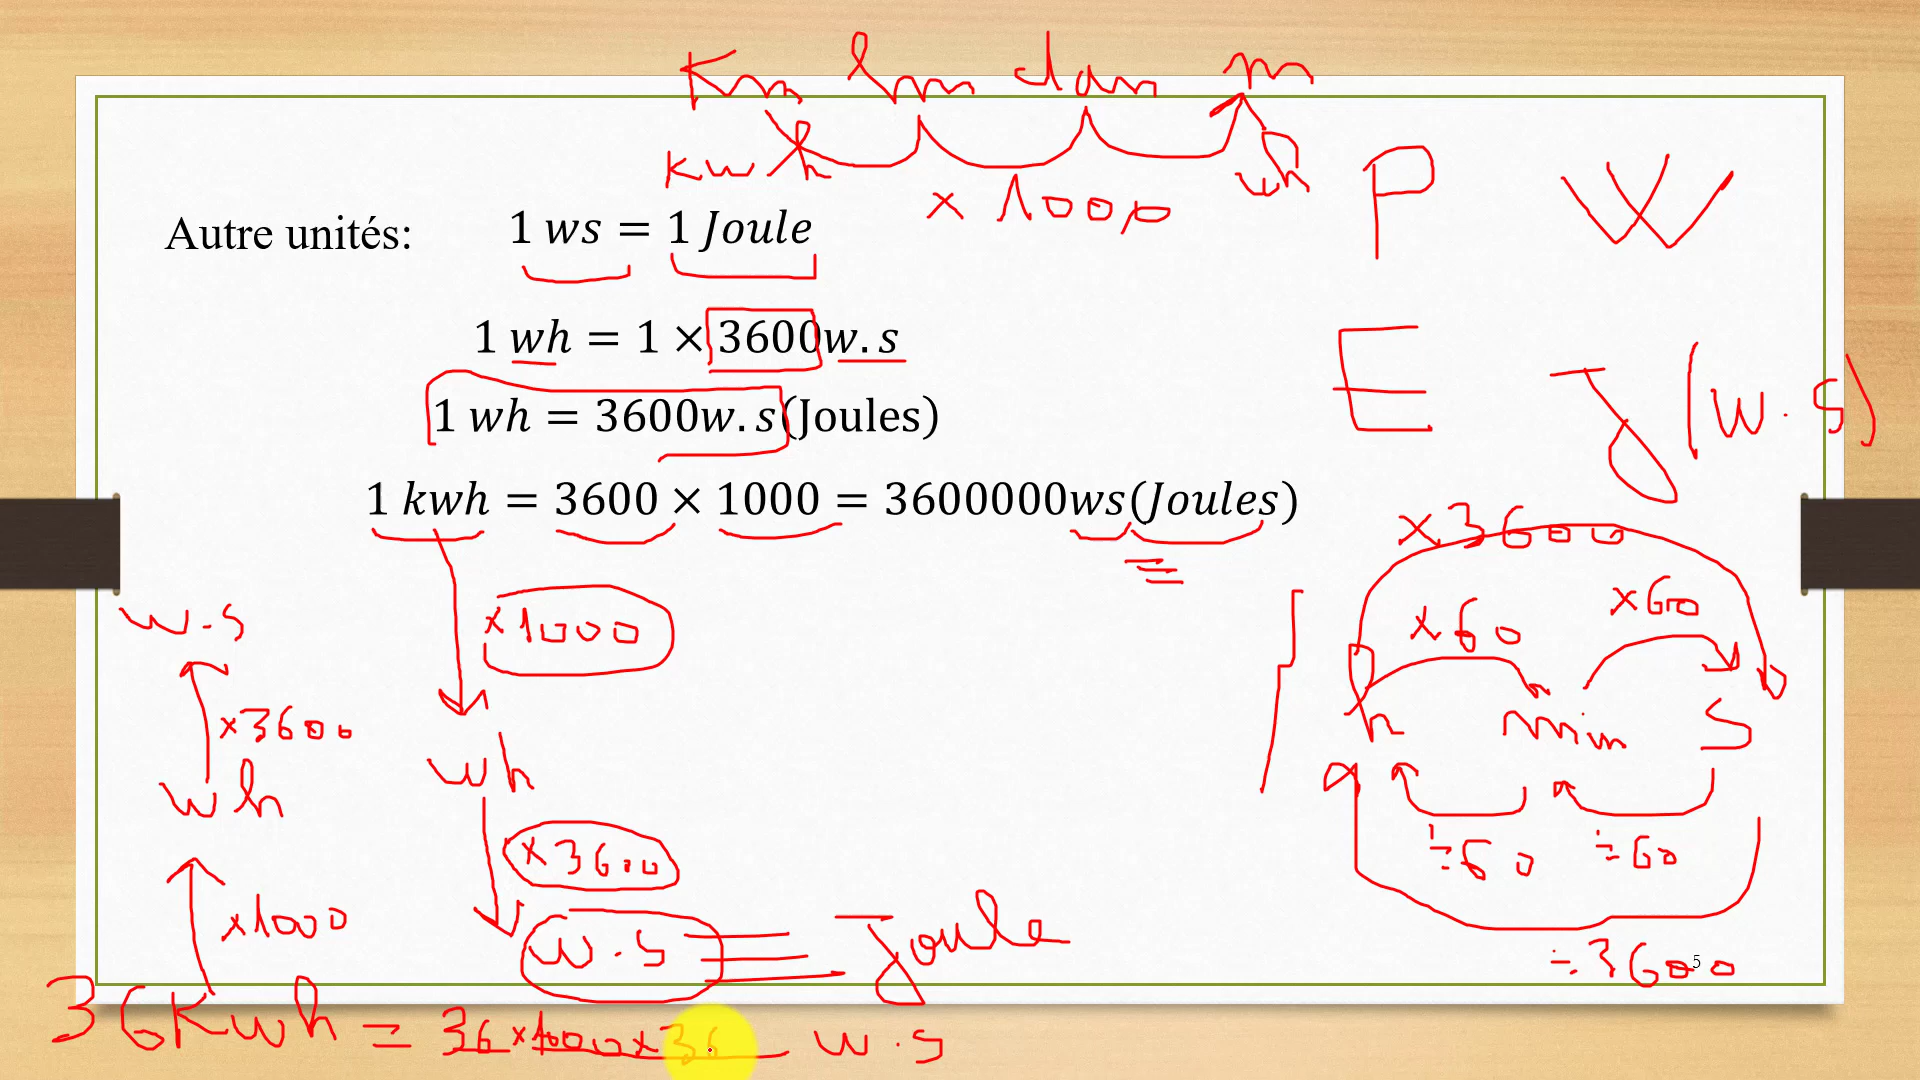 Km hm dam m
kwh wh
× 1000
P W
Autre unités: 1 ws = 1 Joule
1 wh = 1 × 3600w. s
E J (w.s)
1 wh = 3600w. s(Joules)
1 kwh = 3600 × 1000 = 3600000ws(Joules)
×3600
×60 ×60
h min s
÷60 ÷60
÷3600
w.s
×3600
wh
×1000
×1000
wh
×3600
w.s Joule
5
36Kwh = 36×1000×36 w.s